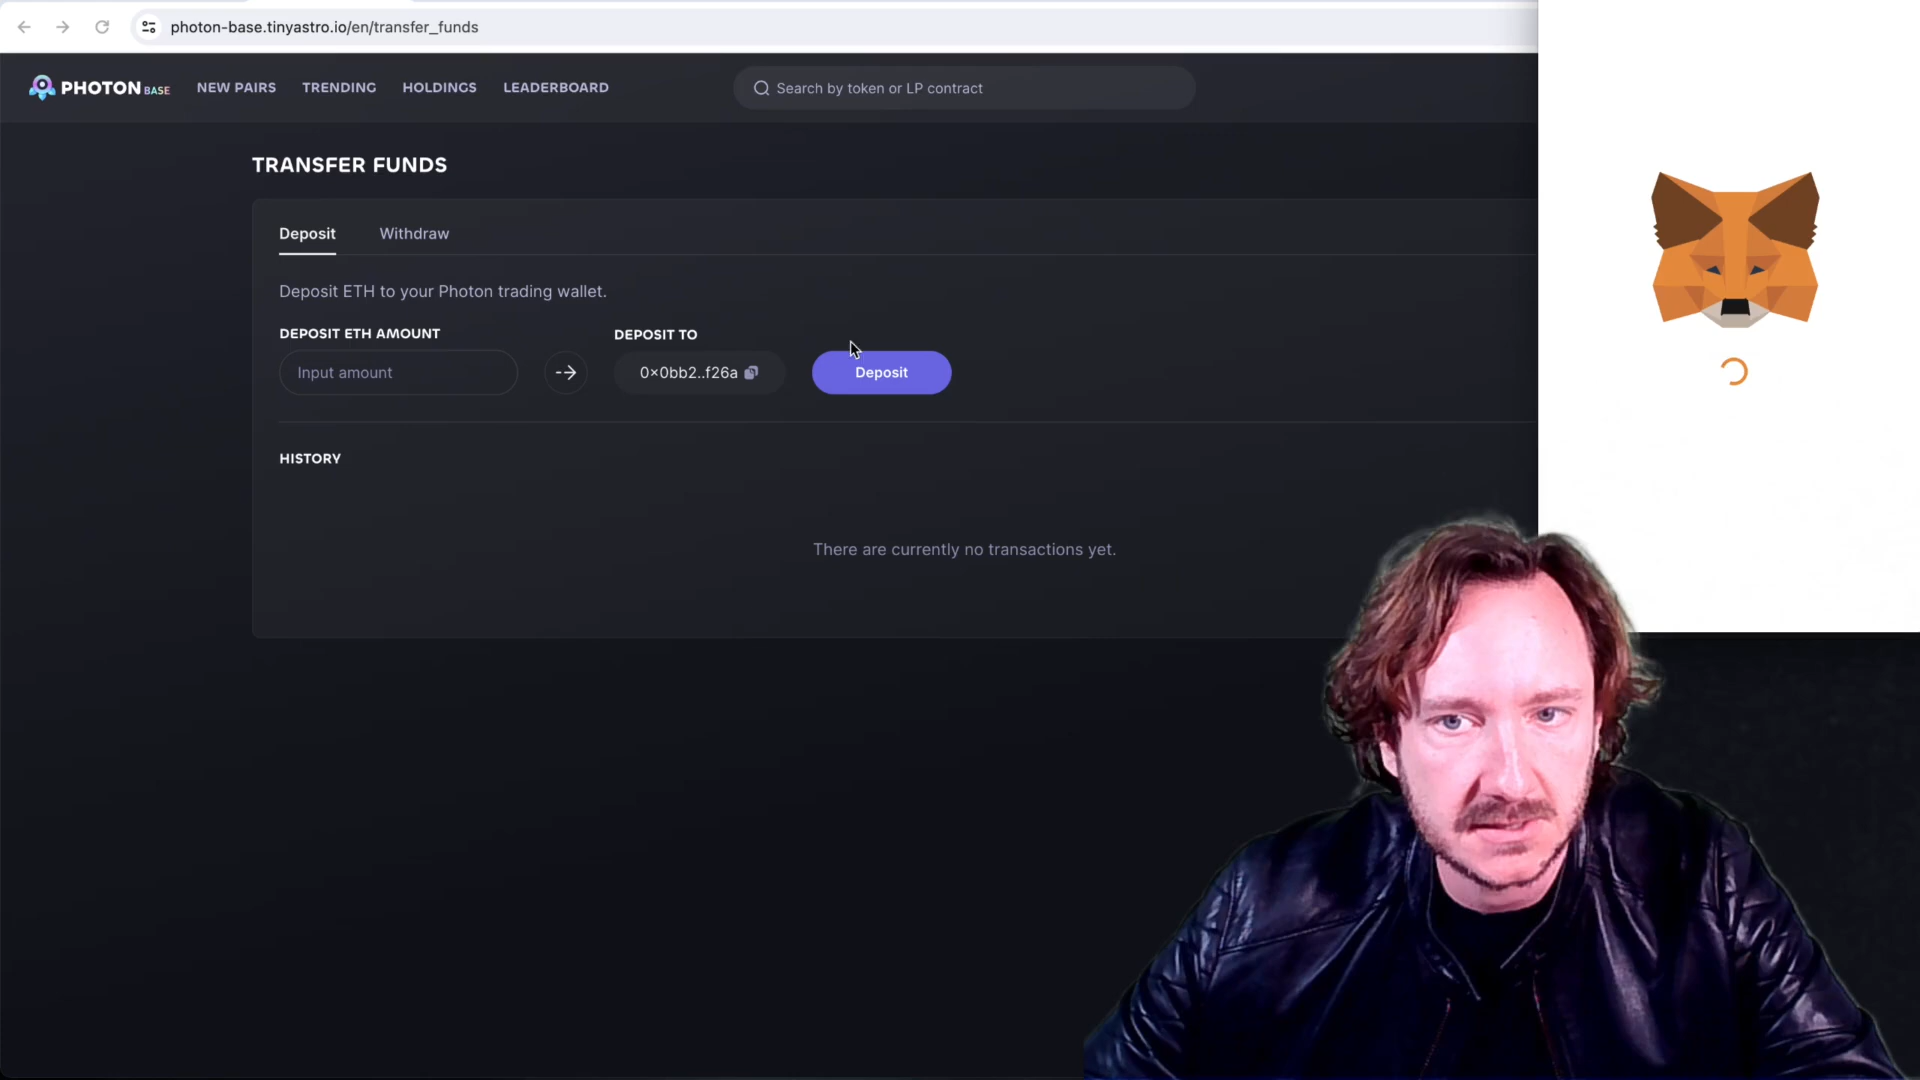 photon-base.tinyastro.io/en/transfer_funds
PHOTON BASE NEW PAIRS TRENDING HOLDINGS LEADERBOARD Search by token or LP contract
TRANSFER FUNDS
Deposit Withdraw
Deposit ETH to your Photon trading wallet.
DEPOSIT ETH AMOUNT DEPOSIT TO
Input amount 0×0bb2..f26a Deposit
HISTORY
There are currently no transactions yet.